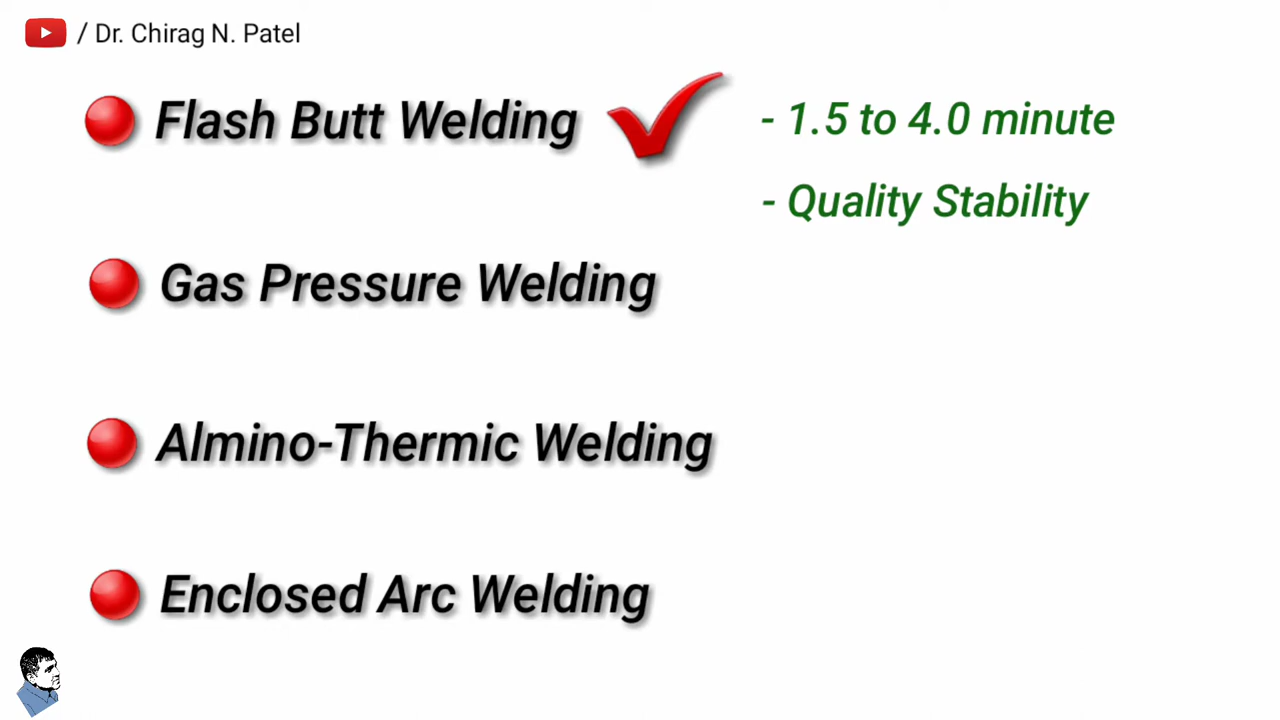 / Dr. Chirag N. Patel
Flash Butt Welding - 1.5 to 4.0 minute
- Quality Stability
Gas Pressure Welding
Almino-Thermic Welding
Enclosed Arc Welding